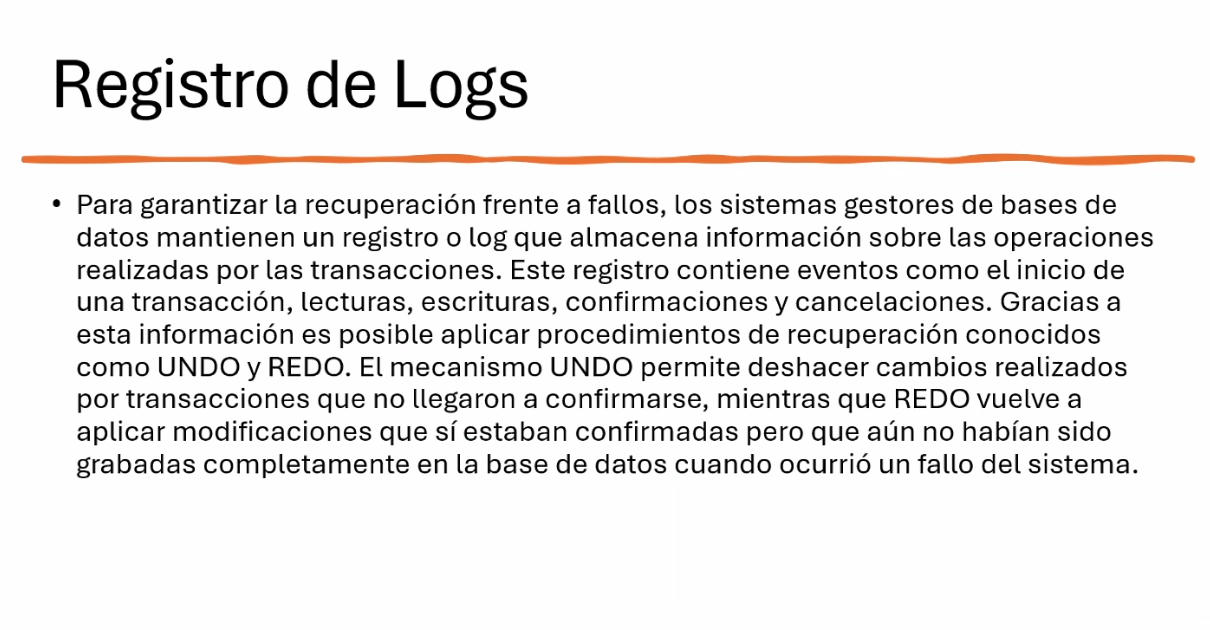 Registro de Logs
• Para garantizar la recuperación frente a fallos, los sistemas gestores de bases de
datos mantienen un registro o log que almacena información sobre las operaciones
realizadas por las transacciones. Este registro contiene eventos como el inicio de
una transacción, lecturas, escrituras, confirmaciones y cancelaciones. Gracias a
esta información es posible aplicar procedimientos de recuperación conocidos
como UNDO y REDO. El mecanismo UNDO permite deshacer cambios realizados
por transacciones que no llegaron a confirmarse, mientras que REDO vuelve a
aplicar modificaciones que sí estaban confirmadas pero que aún no habían sido
grabadas completamente en la base de datos cuando ocurrió un fallo del sistema.